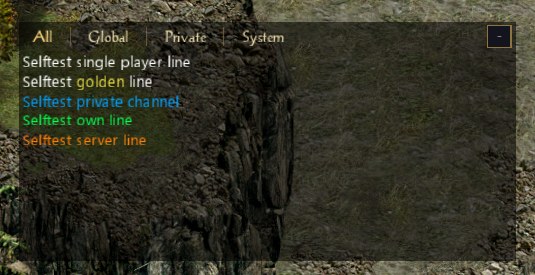 All Global Private System -
Selftest single player line
Selftest golden line
Selftest private channel
Selftest own line
Selftest server line